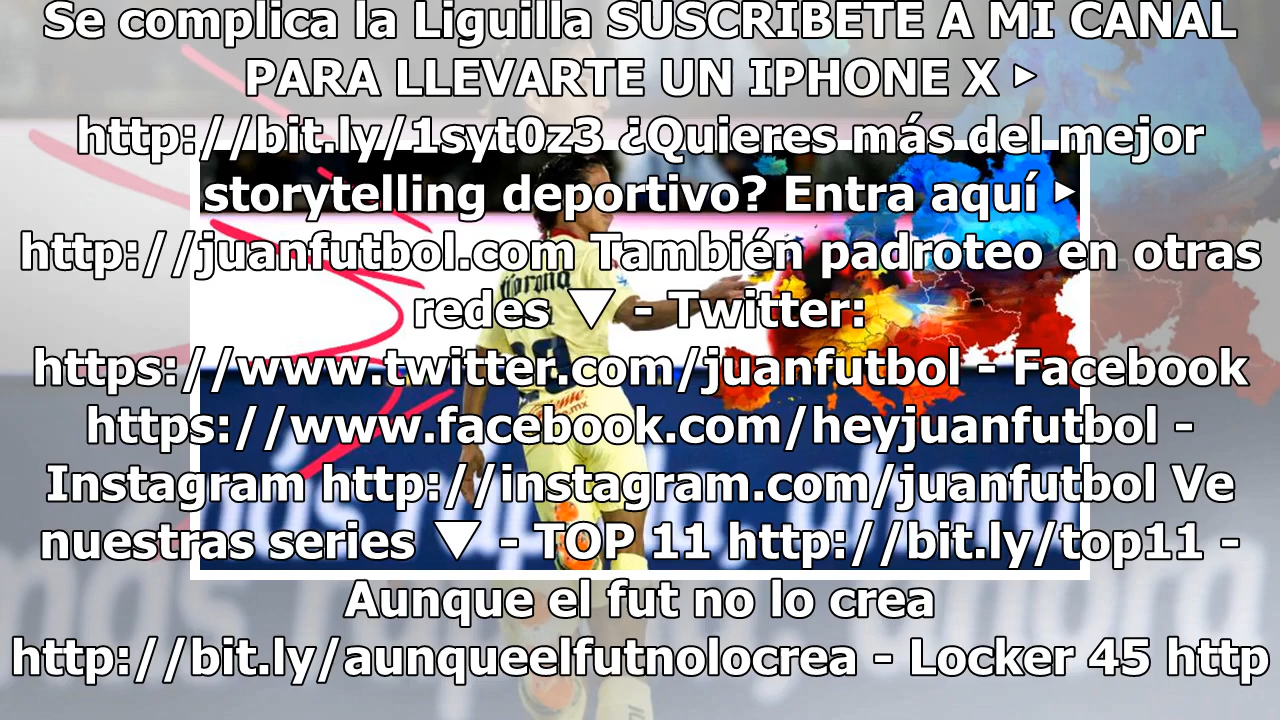 Se complica la Liguilla SUSCRÍBETE A MI CANAL
PARA LLEVARTE UN IPHONE X ▶
http://bit.ly/1syt0z3 ¿Quieres más del mejor
storytelling deportivo? Entra aquí ▶
http://juanfutbol.com También padroteo en otras
redes ▼ - Twitter:
https://www.twitter.com/juanfutbol - Facebook
https://www.facebook.com/heyjuanfutbol -
Instagram http://instagram.com/juanfutbol Ve
nuestras series ▼ - TOP 11 http://bit.ly/top11 -
Aunque el fut no lo crea
http://bit.ly/aunqueelfutnolocrea - Locker 45 http
Corona